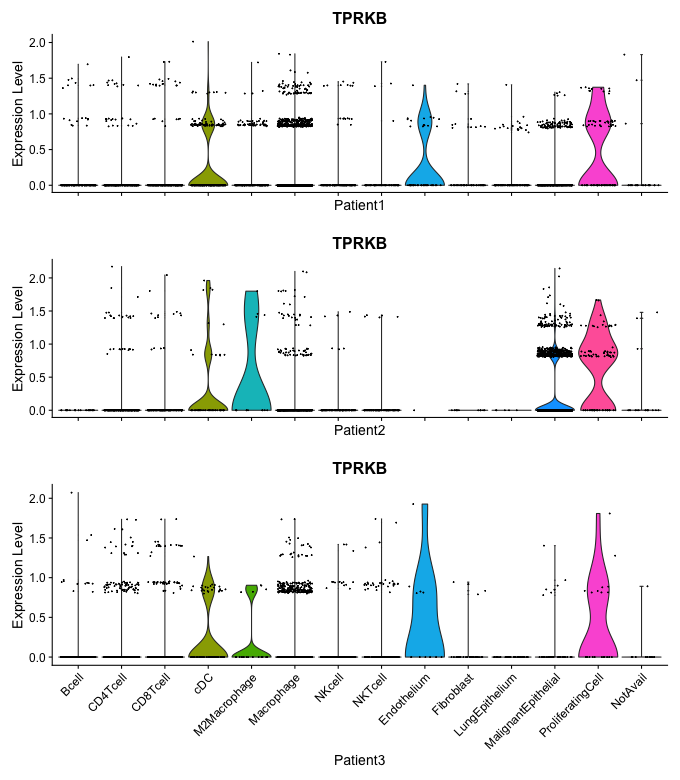 TPRKB
Expression Level
2.0
1.5
1.0
0.5
0.0
Patient1
TPRKB
Expression Level
2.0
1.5
1.0
0.5
0.0
Patient2
TPRKB
Expression Level
2.0
1.5
1.0
0.5
0.0
Bcell
CD4Tcell
CD8Tcell
cDC
M2Macrophage
Macrophage
NKcell
NKTcell
Endothelium
Fibroblast
LungEpithelium
MalignantEpithelial
ProliferatingCell
NotAvail
Patient3